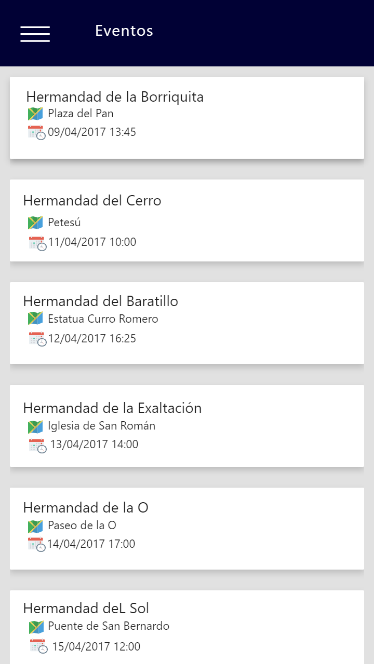 Eventos
Hermandad de la Borriquita
Plaza del Pan
09/04/2017 13:45
Hermandad del Cerro
Petesú
11/04/2017 10:00
Hermandad del Baratillo
Estatua Curro Romero
12/04/2017 16:25
Hermandad de la Exaltación
Iglesia de San Román
13/04/2017 14:00
Hermandad de la O
Paseo de la O
14/04/2017 17:00
Hermandad deL Sol
Puente de San Bernardo
15/04/2017 12:00